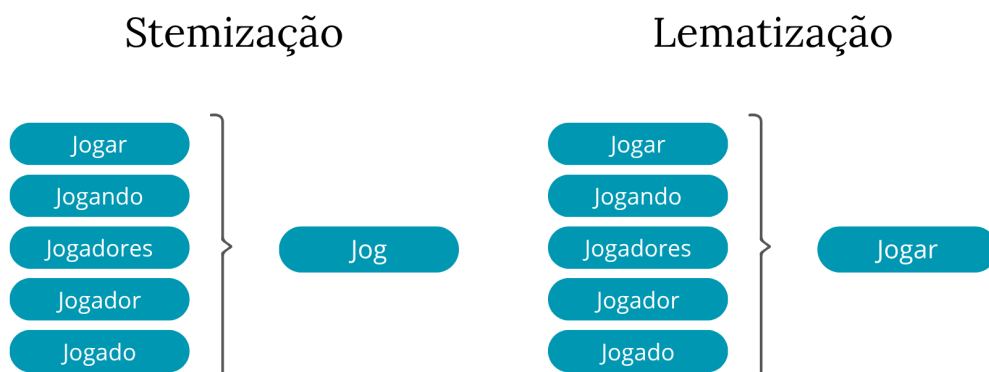 Stemização
Jogar
Jogando
Jogadores
Jogador
Jogado
Jog
Lematização
Jogar
Jogando
Jogadores
Jogador
Jogado
Jogar